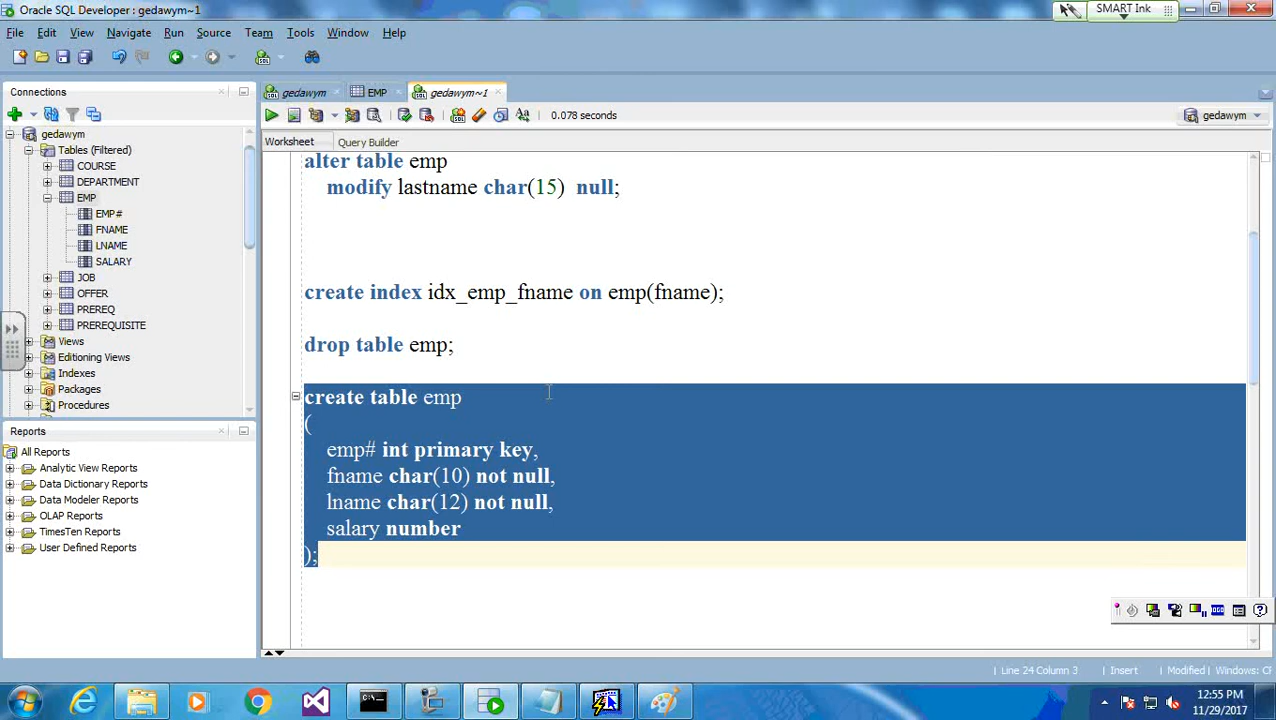 Oracle SQL Developer : gedawym~1
SMART Ink
File Edit View Navigate Run Source Team Tools Window Help
Connections
gedawym
Tables (Filtered)
COURSE
DEPARTMENT
EMP
EMP#
FNAME
LNAME
SALARY
JOB
OFFER
PREREQ
PREREQUISITE
Views
Editioning Views
Indexes
Packages
Procedures
Reports
All Reports
Analytic View Reports
Data Dictionary Reports
Data Modeler Reports
OLAP Reports
TimesTen Reports
User Defined Reports
gedawym EMP gedawym~1
0.078 seconds
gedawym
Worksheet Query Builder
alter table emp
modify lastname char(15) null;
create index idx_emp_fname on emp(fname);
drop table emp;
create table emp
(
emp# int primary key,
fname char(10) not null,
lname char(12) not null,
salary number
);
Line 24 Column 3 Insert Modified Windows: CF
12:55 PM
11/29/2017